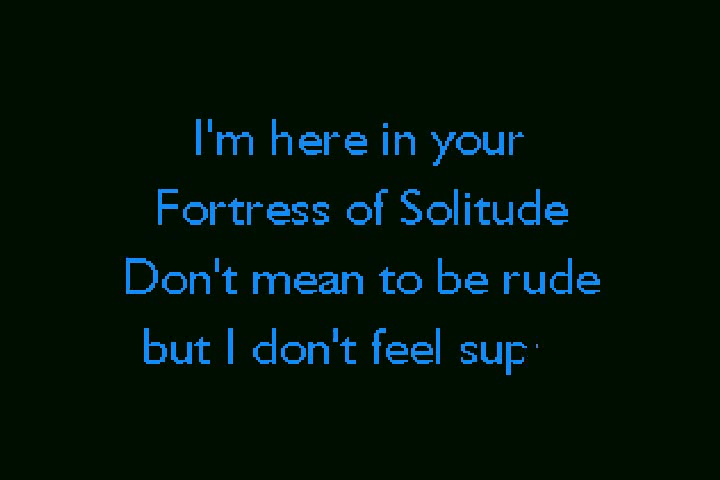 I'm here in your
Fortress of Solitude
Don't mean to be rude
but I don't feel sup